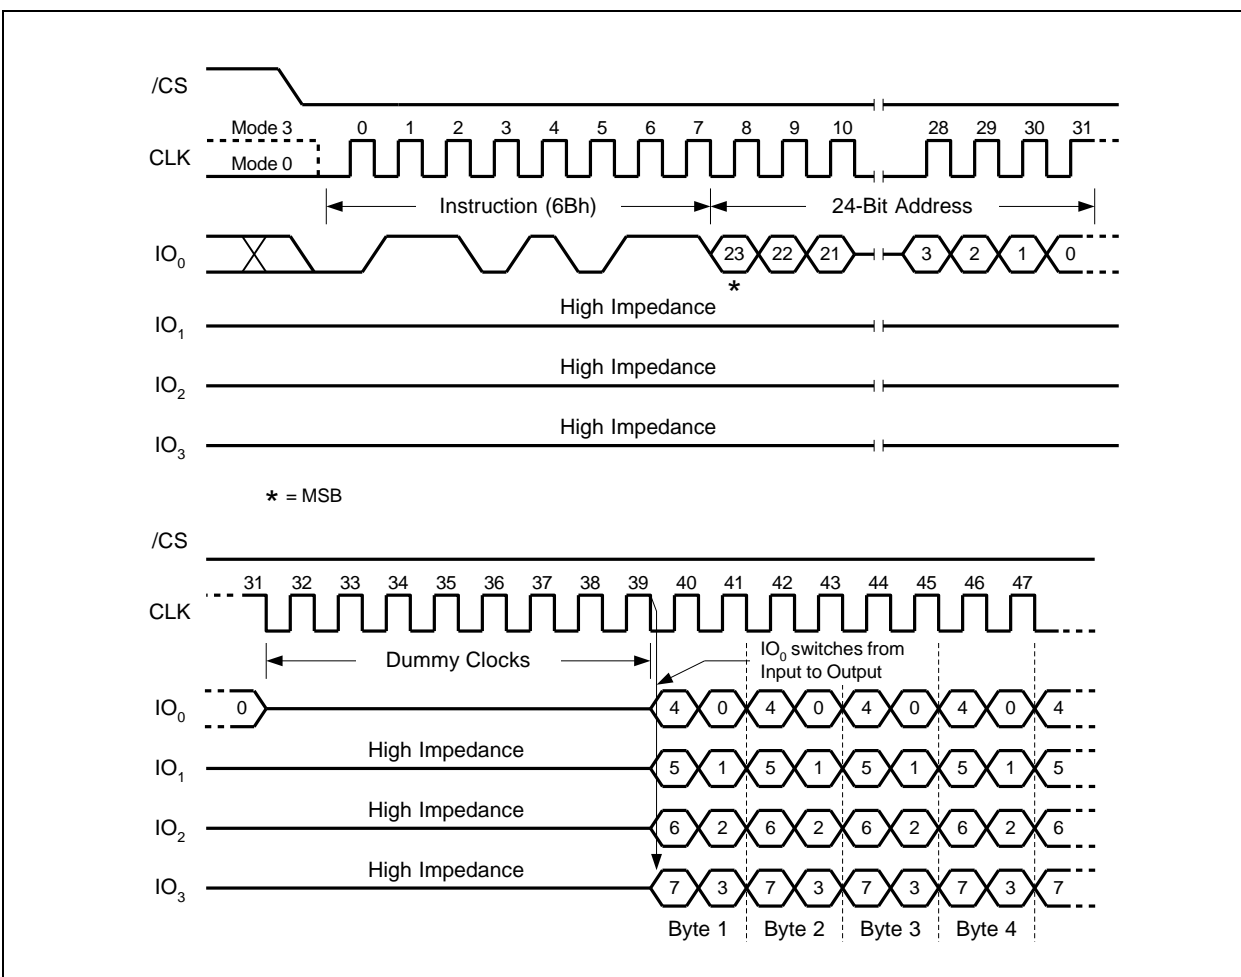 /CS
Mode 3 0 1 2 3 4 5 6 7 8 9 10 28 29 30 31
CLK
Mode 0
Instruction (6Bh) 24-Bit Address
IO0 23 22 21 3 2 1 0
*
High Impedance
IO1
High Impedance
IO2
High Impedance
IO3
* = MSB
/CS
31 32 33 34 35 36 37 38 39 40 41 42 43 44 45 46 47
CLK
IO0 switches from
Dummy Clocks Input to Output
IO0 0 4 0 4 0 4 0 4 0 4
High Impedance
IO1 5 1 5 1 5 1 5 1 5
High Impedance
IO2 6 2 6 2 6 2 6 2 6
High Impedance
IO3 7 3 7 3 7 3 7 3 7
Byte 1 Byte 2 Byte 3 Byte 4